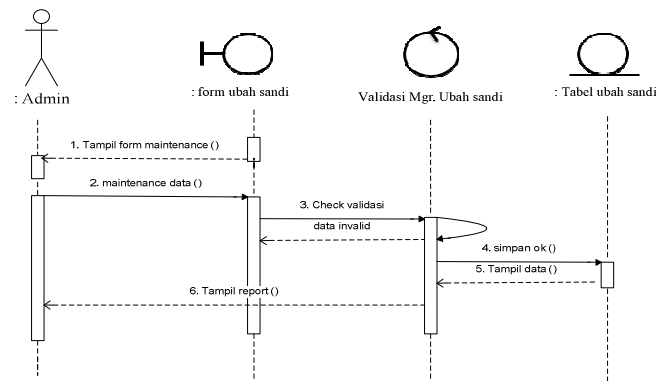 : Admin
: form ubah sandi
Validasi Mgr, Ubah sandi
: Tabel ubah sandi
1. Tampil form maintenance ()
2. maintenance data ()
3. Check validasi
data invalid
4. simpan ok ()
5. Tampil data ()
6. Tampil report ()